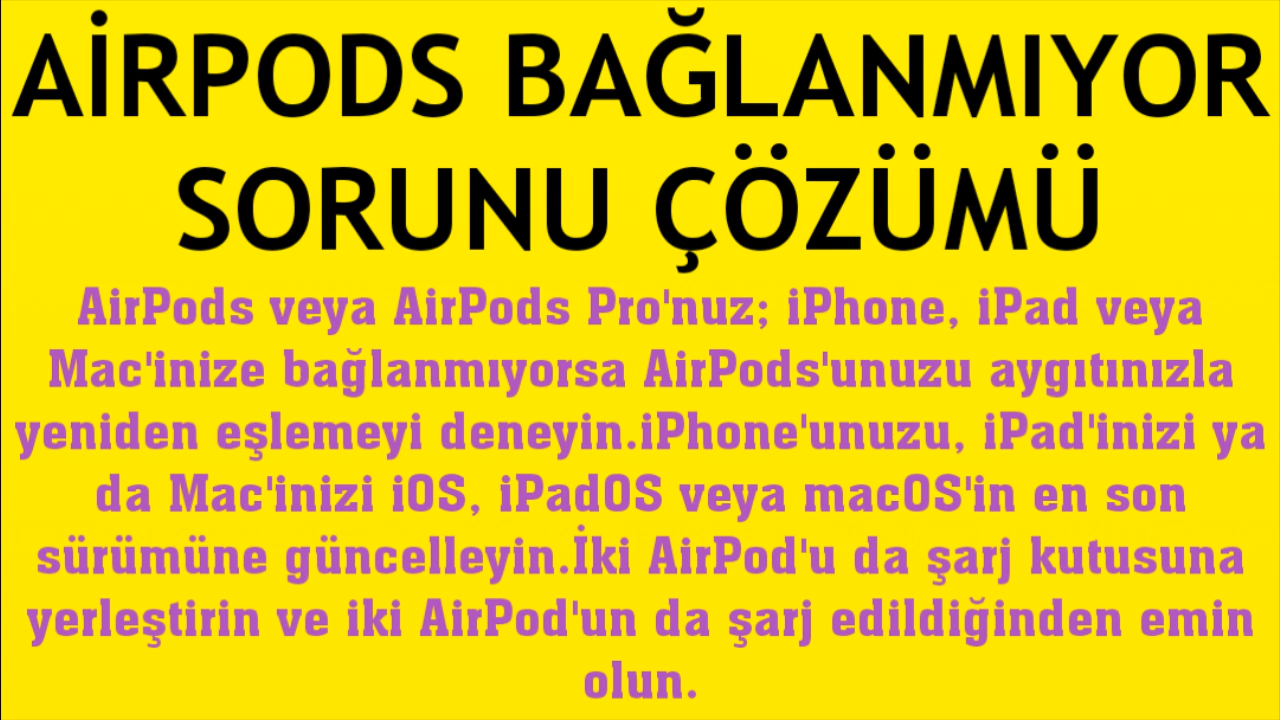 AİRPODS BAĞLANMIYOR
SORUNU ÇÖZÜMÜ
AirPods veya AirPods Pro'nuz; iPhone, iPad veya
Mac'inize bağlanmıyorsa AirPods'unuzu aygıtınızla
yeniden eşlemeyi deneyin.iPhone'unuzu, iPad'inizi ya
da Mac'inizi iOS, iPadOS veya macOS'in en son
sürümüne güncelleyin.İki AirPod'u da şarj kutusuna
yerleştirin ve iki AirPod'un da şarj edildiğinden emin
olun.